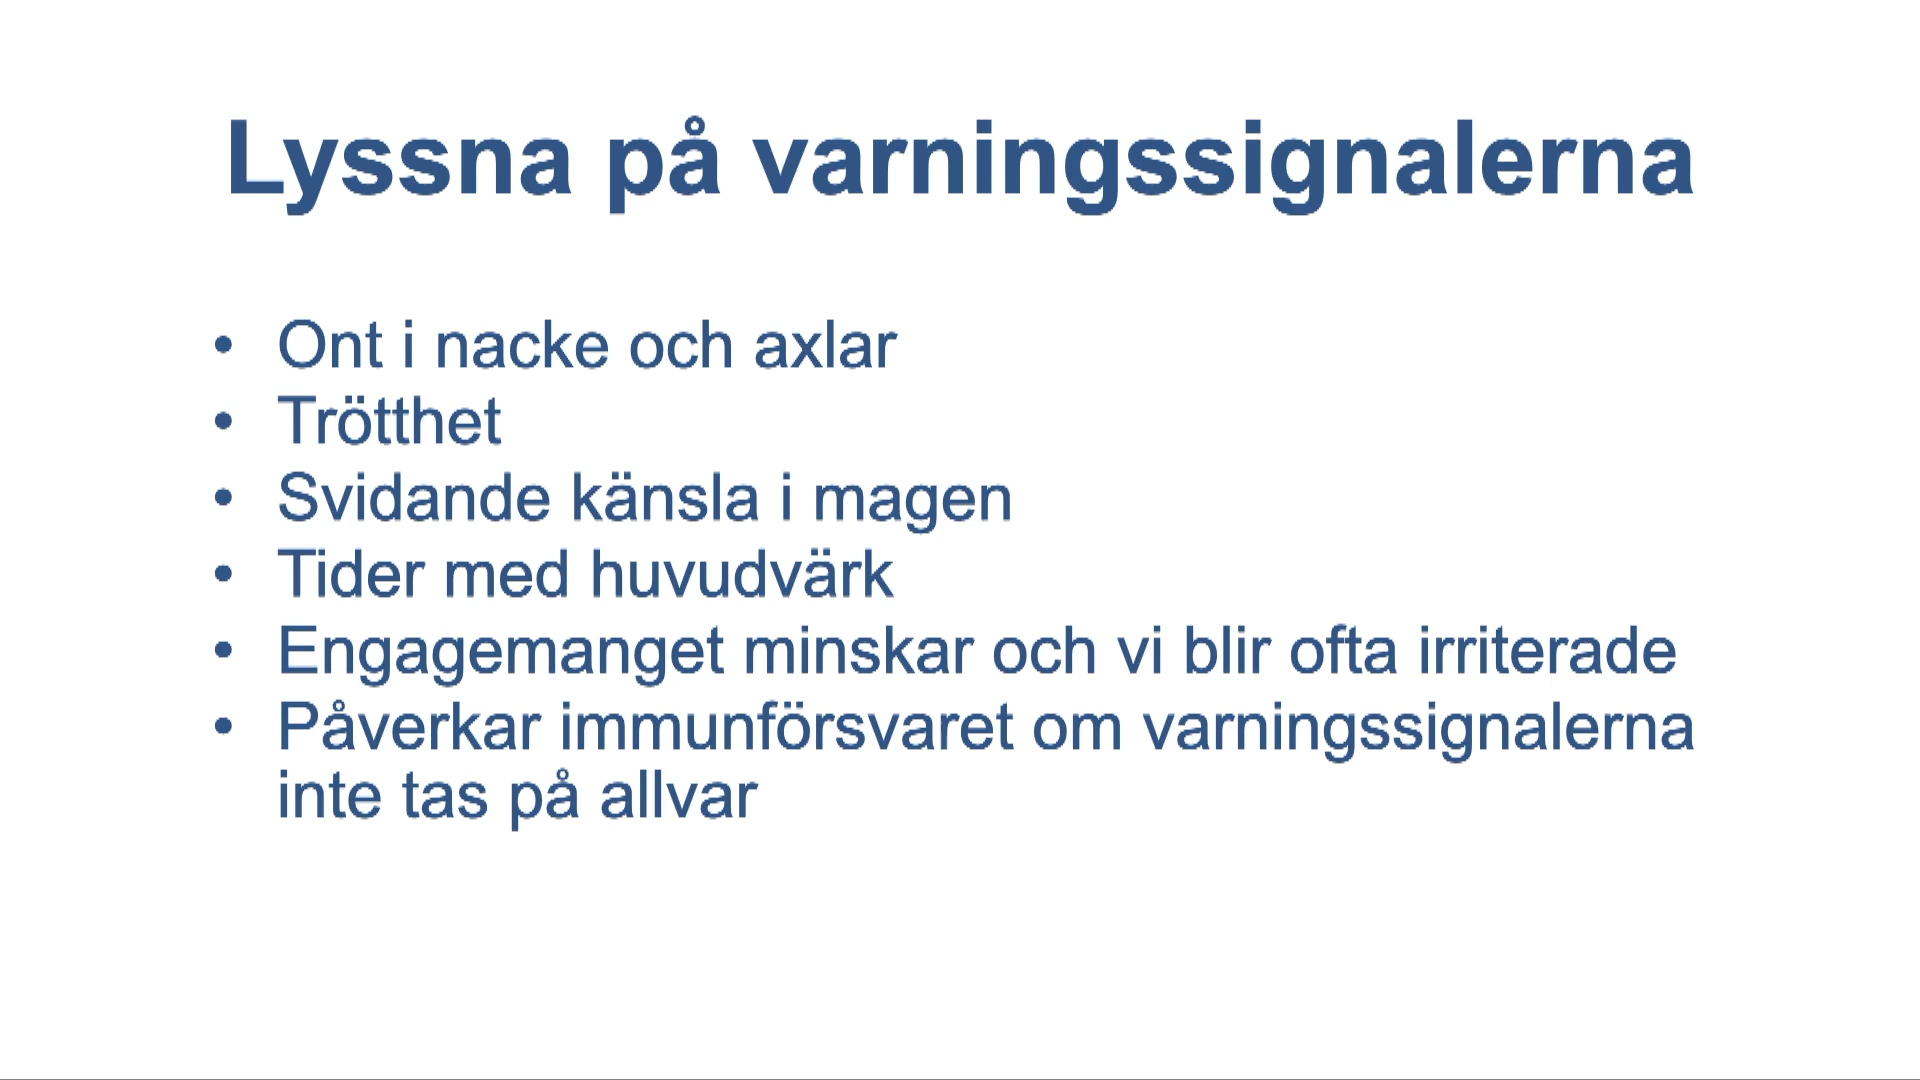 Lyssna på varningssignalerna
• Ont i nacke och axlar
• Trötthet
• Svidande känsla i magen
• Tider med huvudvärk
• Engagemanget minskar och vi blir ofta irriterade
• Påverkar immunförsvaret om varningssignalerna
inte tas på allvar